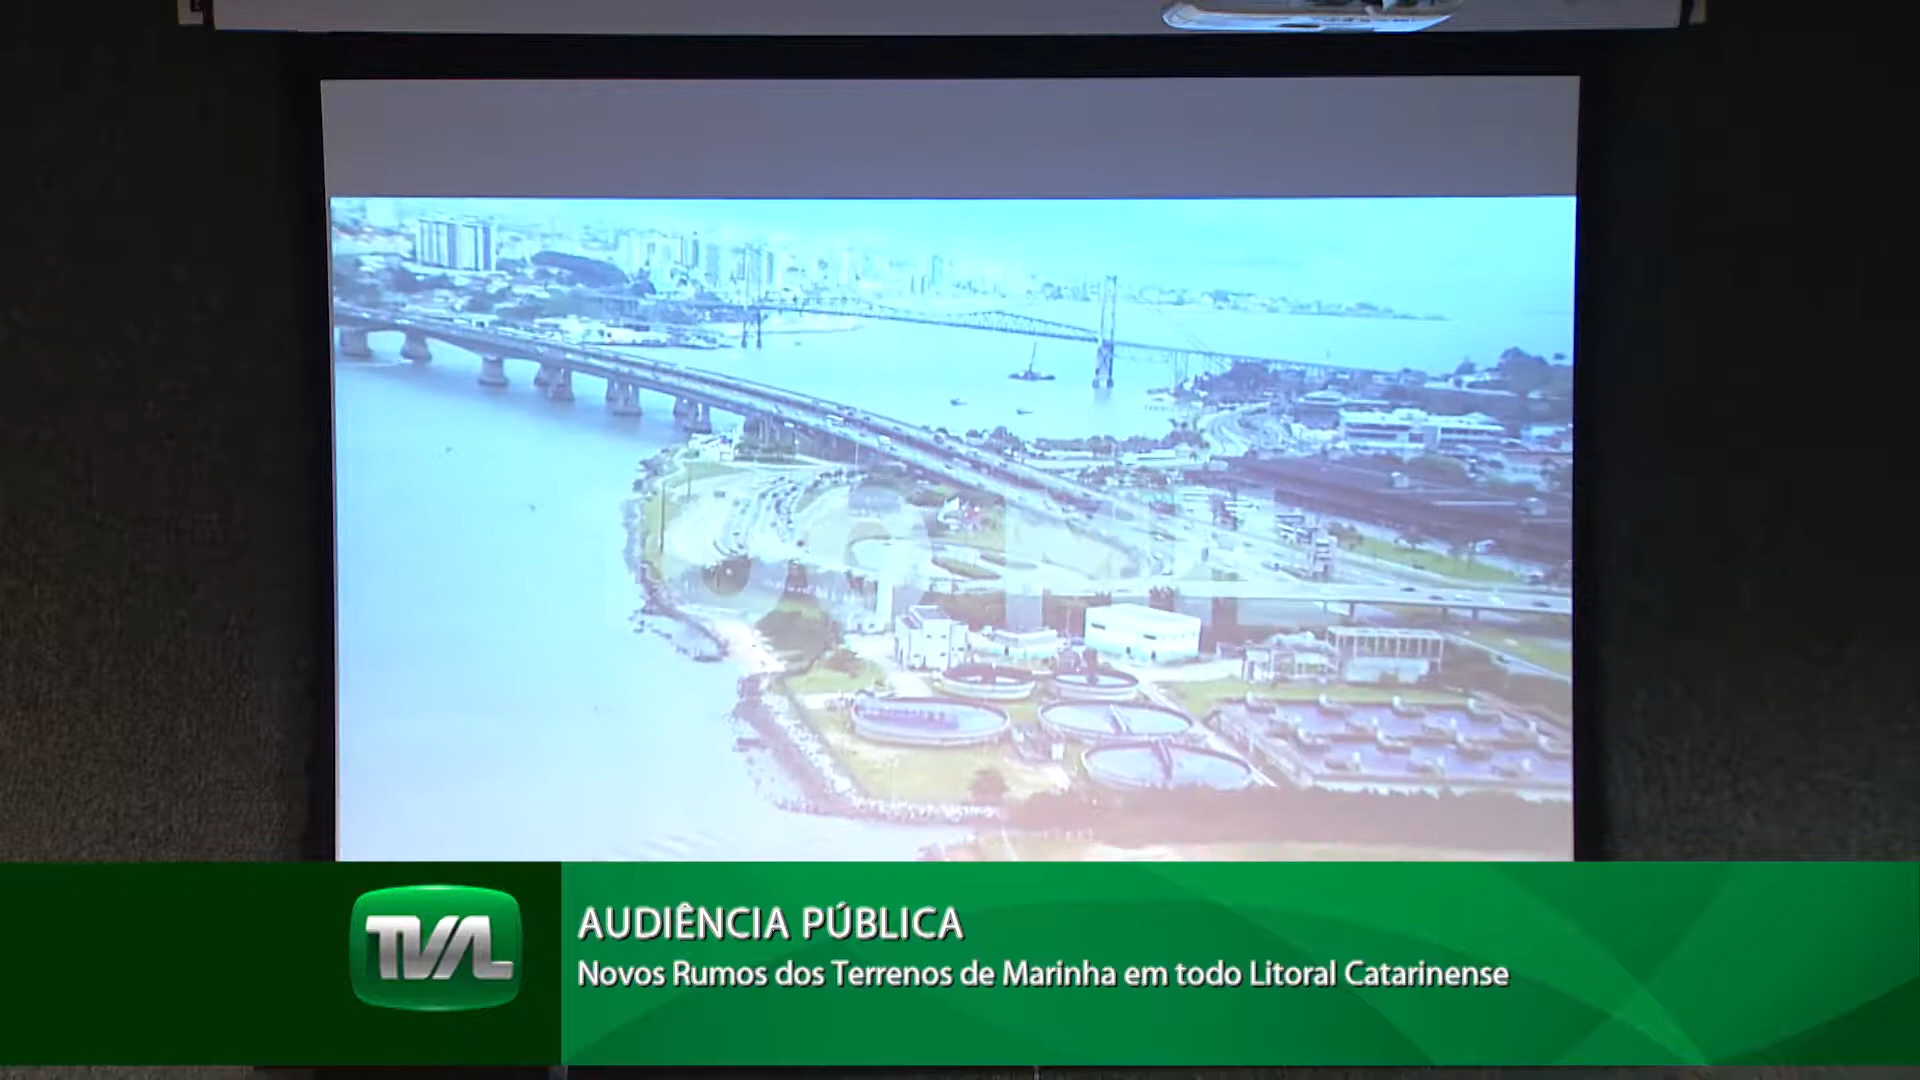 TVAL
AUDIÊNCIA PÚBLICA
Novos Rumos dos Terrenos de Marinha em todo Litoral Catarinense